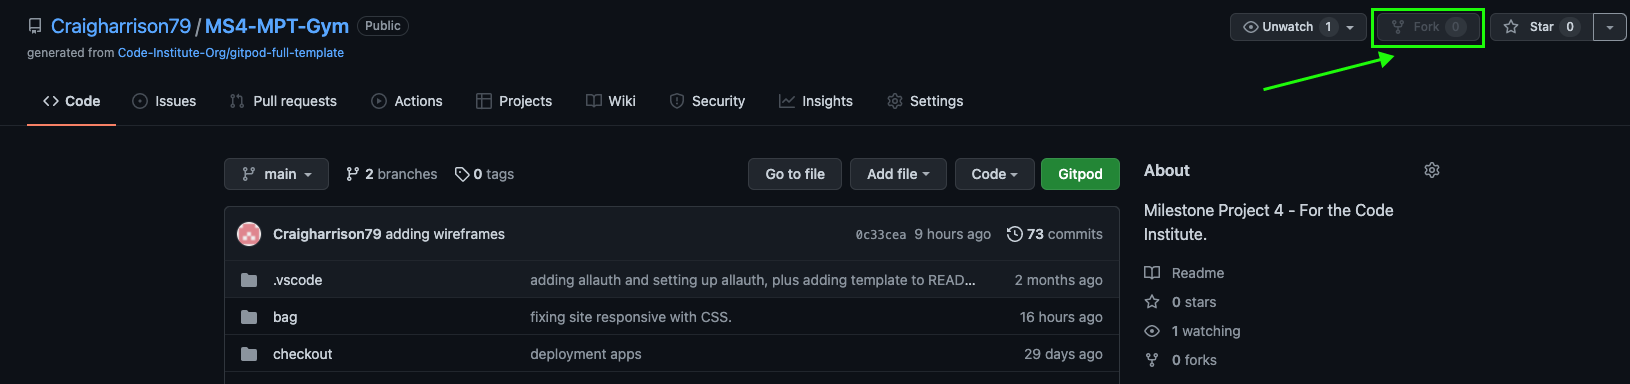 Craigharrison79 / MS4-MPT-Gym Public
generated from Code-Institute-Org/gitpod-full-template
Unwatch 1
Fork 0
Star 0
Code
Issues
Pull requests
Actions
Projects
Wiki
Security
Insights
Settings
main
2 branches
0 tags
Go to file
Add file
Code
Gitpod
Craigharrison79 adding wireframes 0c33cea 9 hours ago 73 commits
.vscode adding allauth and setting up allauth, plus adding template to READ... 2 months ago
bag fixing site responsive with CSS. 16 hours ago
checkout deployment apps 29 days ago
About
Milestone Project 4 - For the Code
Institute.
Readme
0 stars
1 watching
0 forks